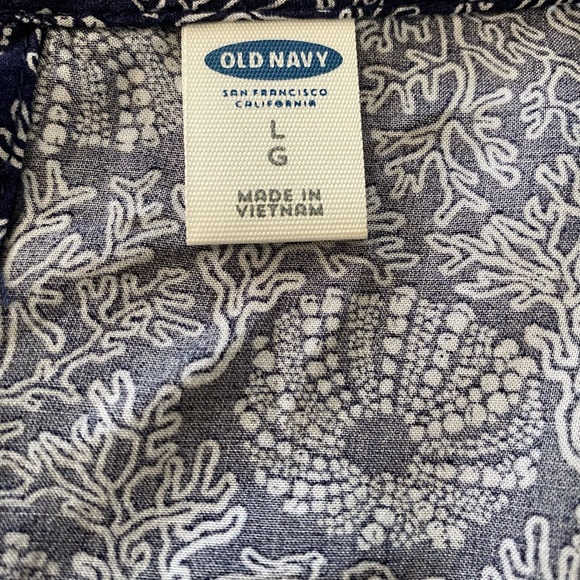 OLD NAVY
SAN FRANCISCO
CALIFORNIA
L
G
MADE IN
VIETNAM